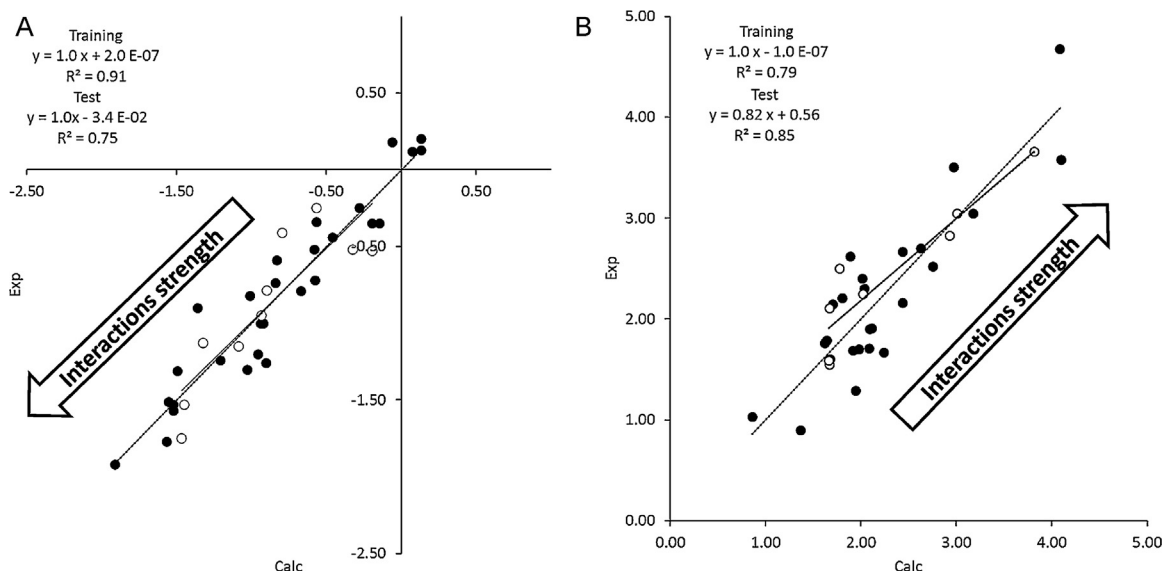 A
Training
y = 1.0 x + 2.0 E-07
R² = 0.91
Test
y = 1.0x - 3.4 E-02
R² = 0.75
0.50
-2.50
-1.50
-0.50
0.50
-0.50
-1.50
-2.50
Exp
Calc
Interactions strength
B
Training
y = 1.0 x - 1.0 E-07
R² = 0.79
Test
y = 0.82 x + 0.56
R² = 0.85
5.00
4.00
3.00
2.00
1.00
0.00
0.00
1.00
2.00
3.00
4.00
5.00
Exp
Calc
Interactions strength